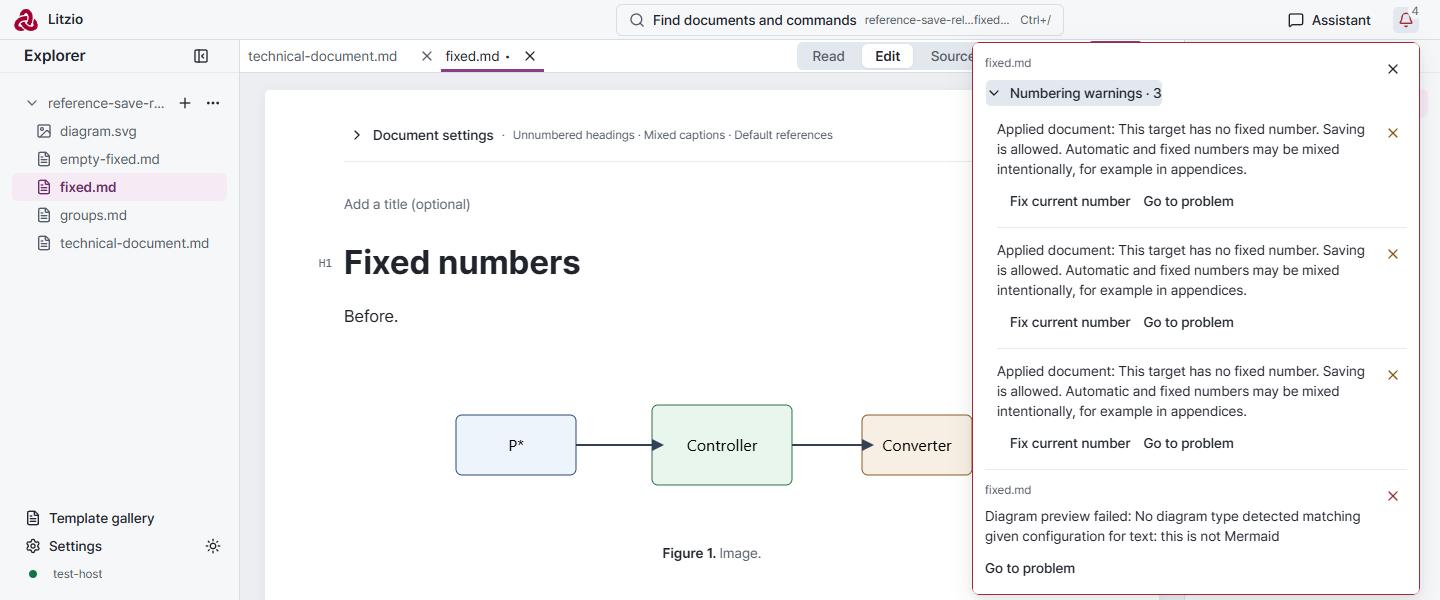 Litzio
Find documents and commands reference-save-rel...fixed... Ctrl+/
Assistant
4
Explorer
reference-save-r...
diagram.svg
empty-fixed.md
fixed.md
groups.md
technical-document.md
Template gallery
Settings
test-host
technical-document.md
fixed.md •
Read
Edit
Source
Document settings · Unnumbered headings · Mixed captions · Default references
Add a title (optional)
H1 Fixed numbers
Before.
P*
Controller
Converter
Figure 1. Image.
fixed.md
Numbering warnings · 3
Applied document: This target has no fixed number. Saving
is allowed. Automatic and fixed numbers may be mixed
intentionally, for example in appendices.
Fix current number Go to problem
Applied document: This target has no fixed number. Saving
is allowed. Automatic and fixed numbers may be mixed
intentionally, for example in appendices.
Fix current number Go to problem
Applied document: This target has no fixed number. Saving
is allowed. Automatic and fixed numbers may be mixed
intentionally, for example in appendices.
Fix current number Go to problem
fixed.md
Diagram preview failed: No diagram type detected matching
given configuration for text: this is not Mermaid
Go to problem